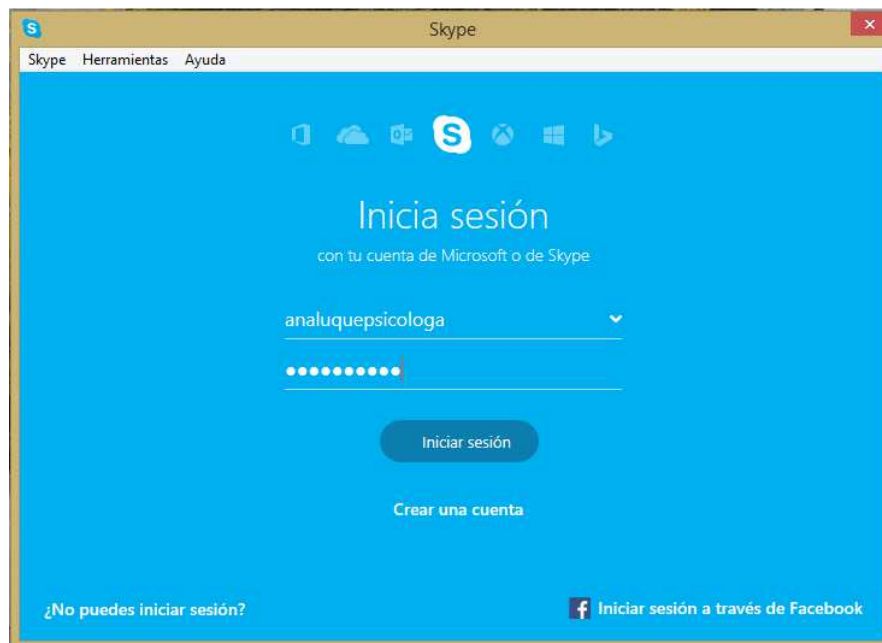 Skype
Skype Herramientas Ayuda
Inicia sesión
con tu cuenta de Microsoft o de Skype
analuquepsicologa
••••••••••
Iniciar sesión
Crear una cuenta
¿No puedes iniciar sesión? Iniciar sesión a través de Facebook